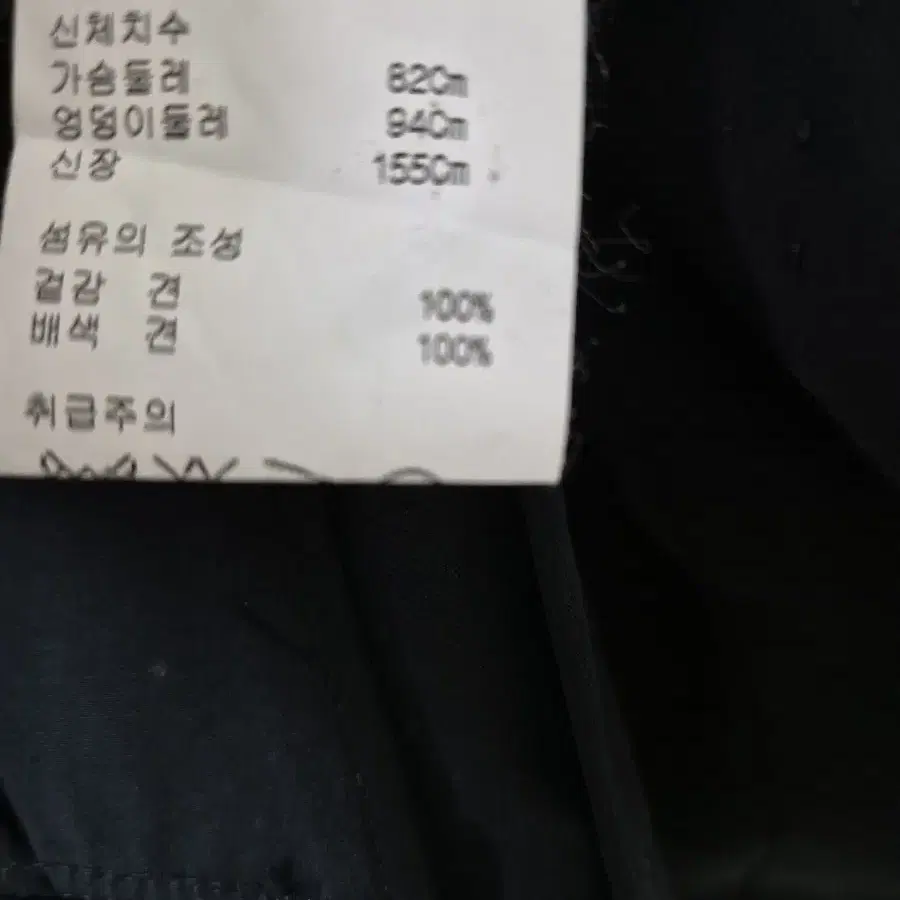 신체치수
가슴둘레 82Cm
엉덩이둘레 94Cm
신장 155Cm
섬유의 조성
겉감 견 100%
배색 견 100%
취급주의